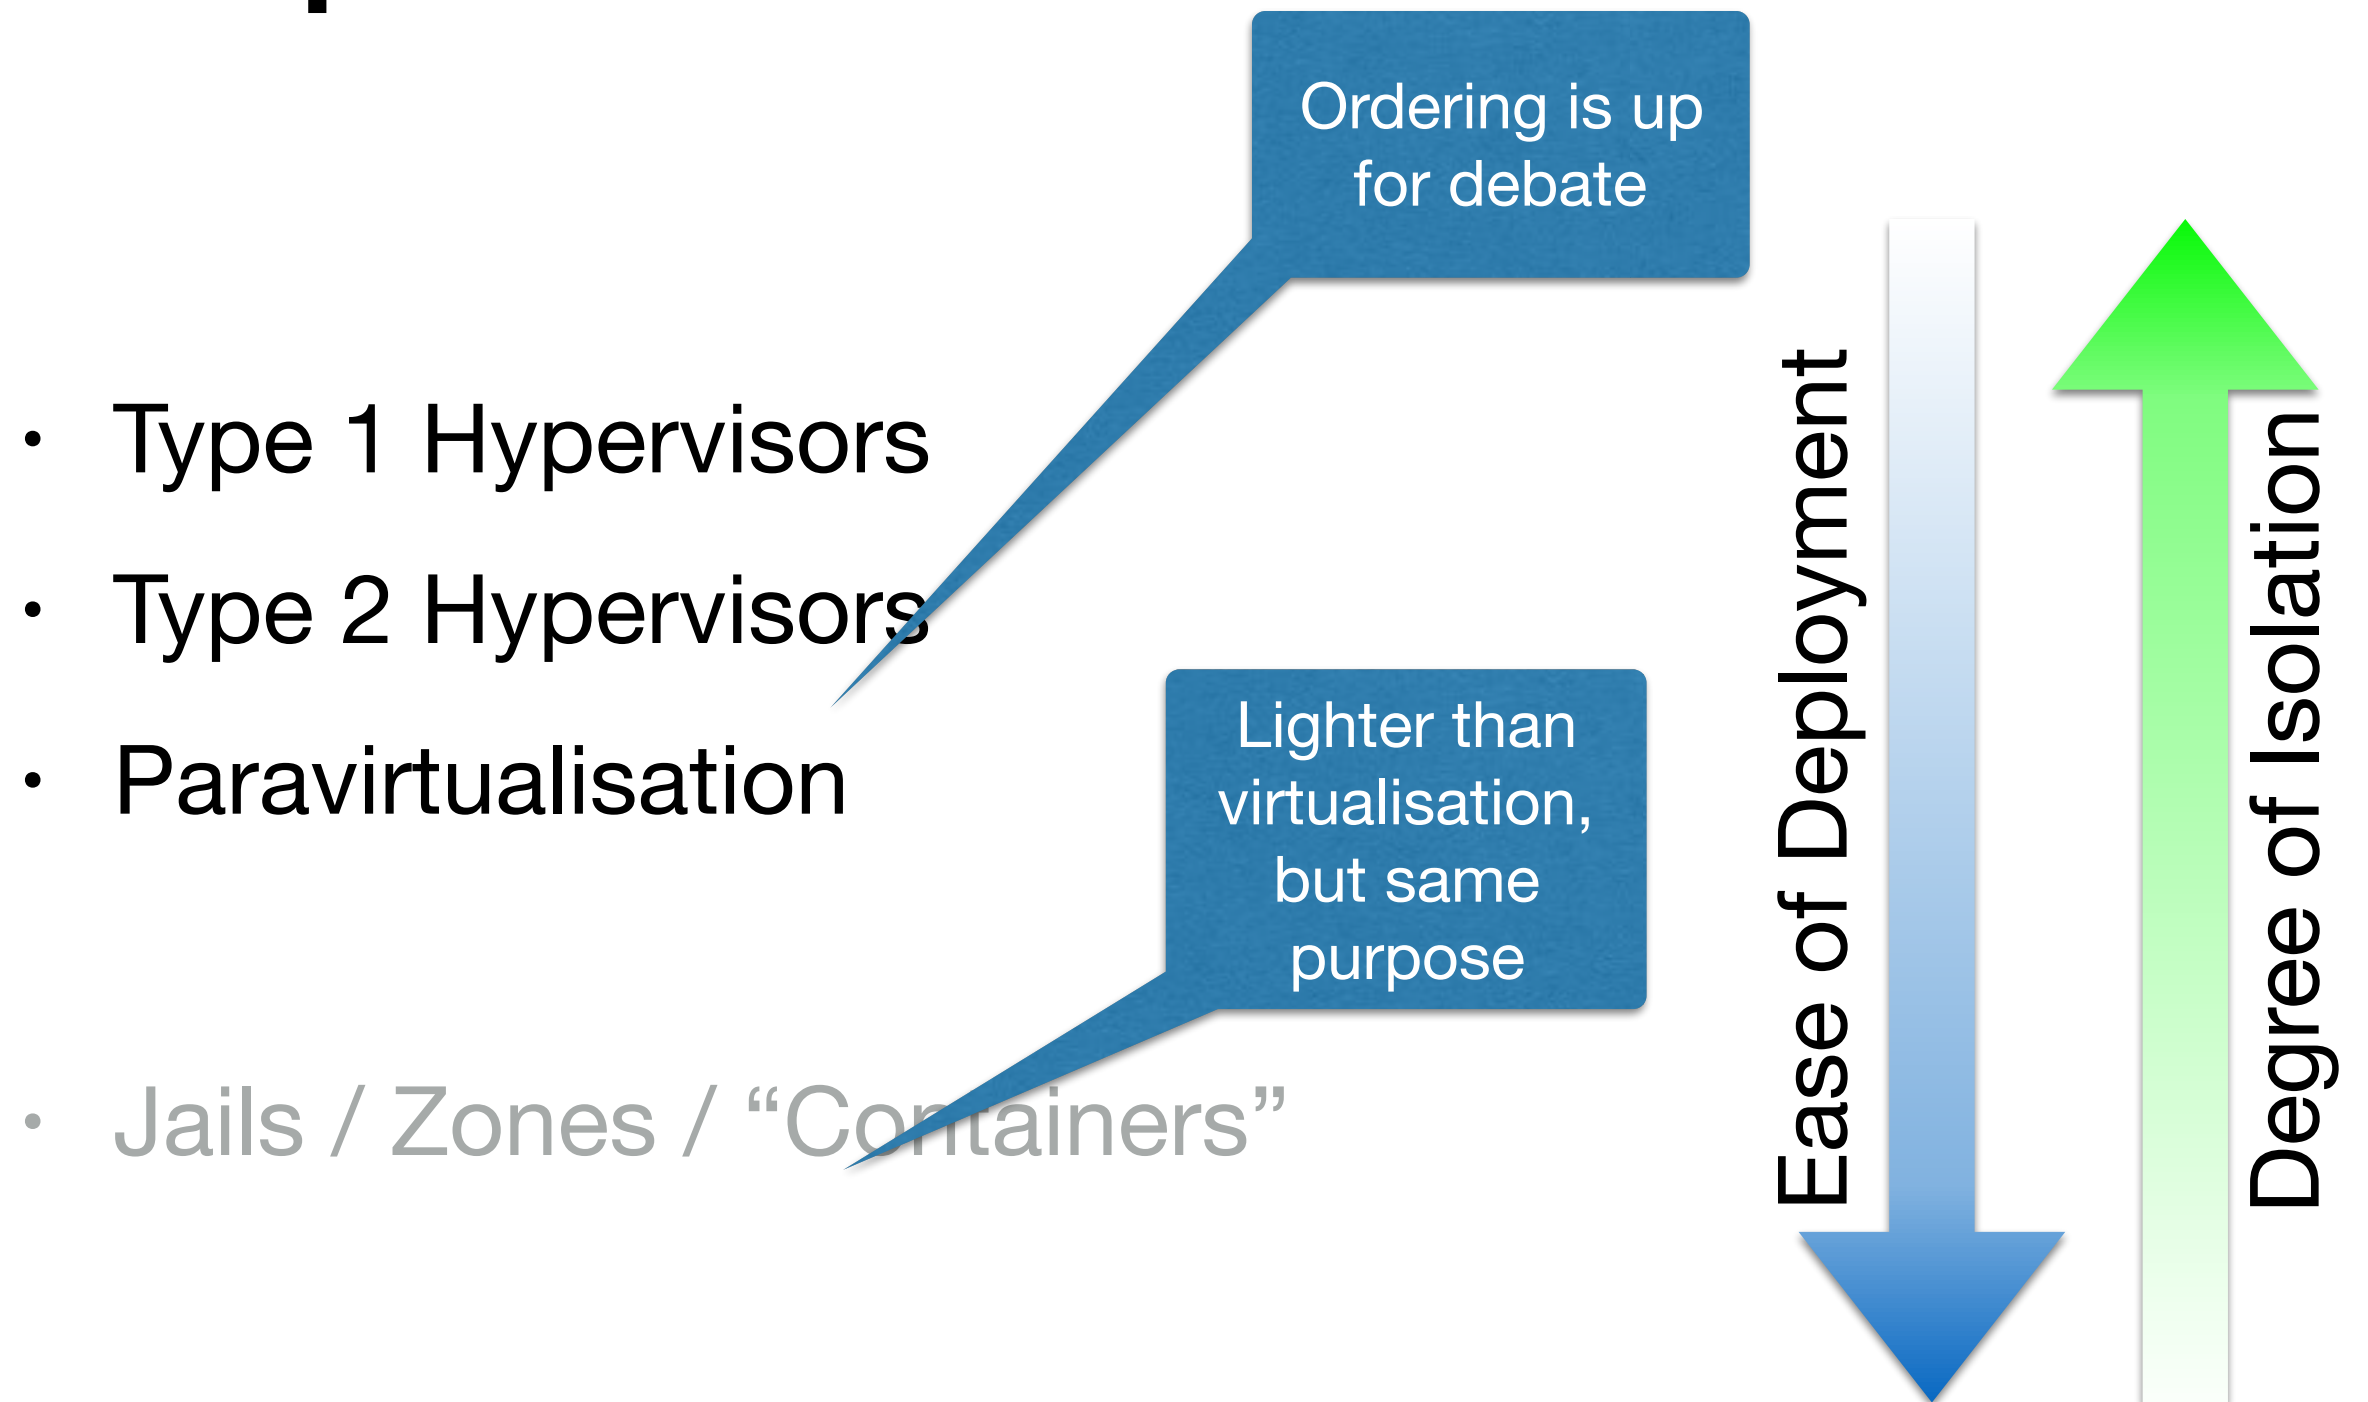 Ordering is up
for debate
• Type 1 Hypervisors
• Type 2 Hypervisors
• Paravirtualisation
Lighter than
virtualisation,
but same
purpose
• Jails / Zones / “Containers”
Ease of Deployment
Degree of Isolation